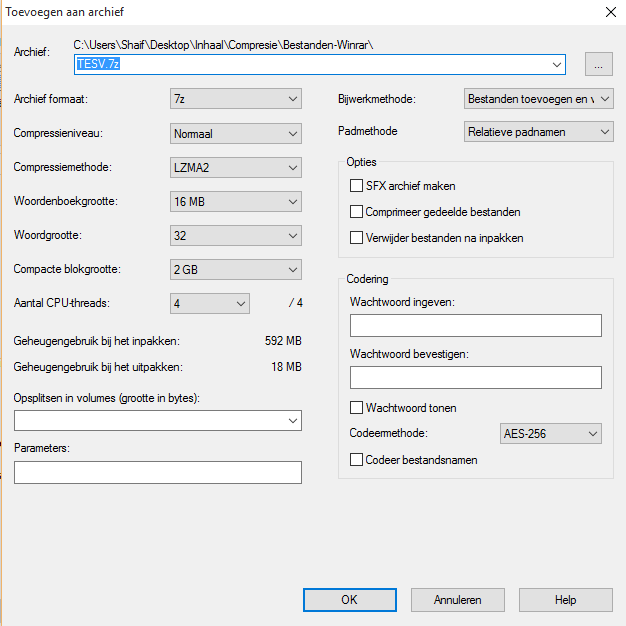 Toevoegen aan archief
Archief:
C:\Users\Shaif\Desktop\Inhaal\Compresie\Bestanden-Winrar\
TESV.7z
...
Archief formaat:
7z
Compressieniveau:
Normaal
Compressiemethode:
LZMA2
Woordenboekgrootte:
16 MB
Woordgrootte:
32
Compacte blokgrootte:
2 GB
Aantal CPU-threads:
4
/ 4
Geheugengebruik bij het inpakken:
592 MB
Geheugengebruik bij het uitpakken:
18 MB
Opsplitsen in volumes (grootte in bytes):
Parameters:
Bijwerkmethode:
Bestanden toevoegen en v
Padmethode
Relatieve padnamen
Opties
SFX archief maken
Comprimeer gedeelde bestanden
Verwijder bestanden na inpakken
Codering
Wachtwoord ingeven:
Wachtwoord bevestigen:
Wachtwoord tonen
Codeermethode:
AES-256
Codeer bestandsnamen
OK
Annuleren
Help